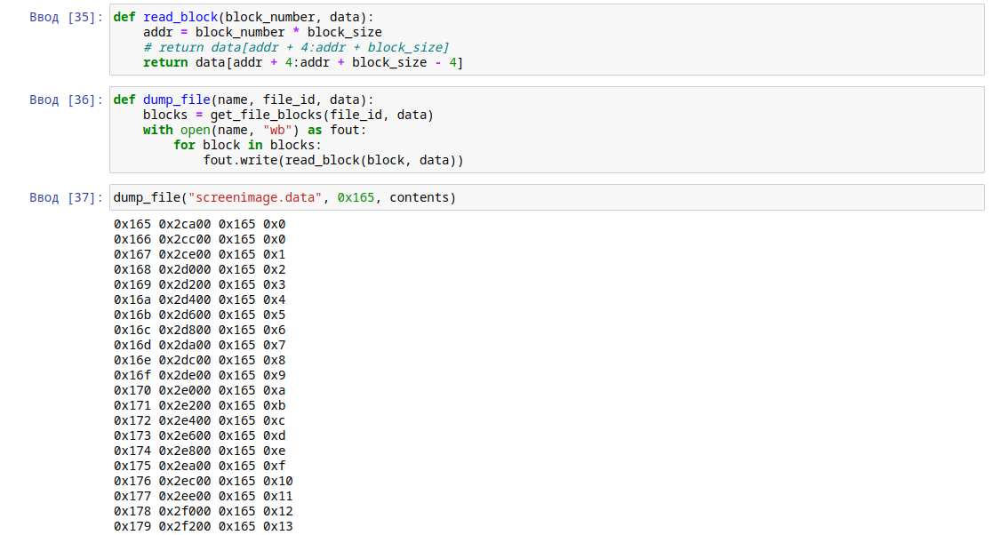 Ввод [35]: def read_block(block_number, data):
    addr = block_number * block_size
    # return data[addr + 4:addr + block_size]
    return data[addr + 4:addr + block_size - 4]
Ввод [36]: def dump_file(name, file_id, data):
    blocks = get_file_blocks(file_id, data)
    with open(name, "wb") as fout:
        for block in blocks:
            fout.write(read_block(block, data))
Ввод [37]: dump_file("screenimage.data", 0x165, contents)
0x165 0x2ca00 0x165 0x0
0x166 0x2cc00 0x165 0x0
0x167 0x2ce00 0x165 0x1
0x168 0x2d000 0x165 0x2
0x169 0x2d200 0x165 0x3
0x16a 0x2d400 0x165 0x4
0x16b 0x2d600 0x165 0x5
0x16c 0x2d800 0x165 0x6
0x16d 0x2da00 0x165 0x7
0x16e 0x2dc00 0x165 0x8
0x16f 0x2de00 0x165 0x9
0x170 0x2e000 0x165 0xa
0x171 0x2e200 0x165 0xb
0x172 0x2e400 0x165 0xc
0x173 0x2e600 0x165 0xd
0x174 0x2e800 0x165 0xe
0x175 0x2ea00 0x165 0xf
0x176 0x2ec00 0x165 0x10
0x177 0x2ee00 0x165 0x11
0x178 0x2f000 0x165 0x12
0x179 0x2f200 0x165 0x13